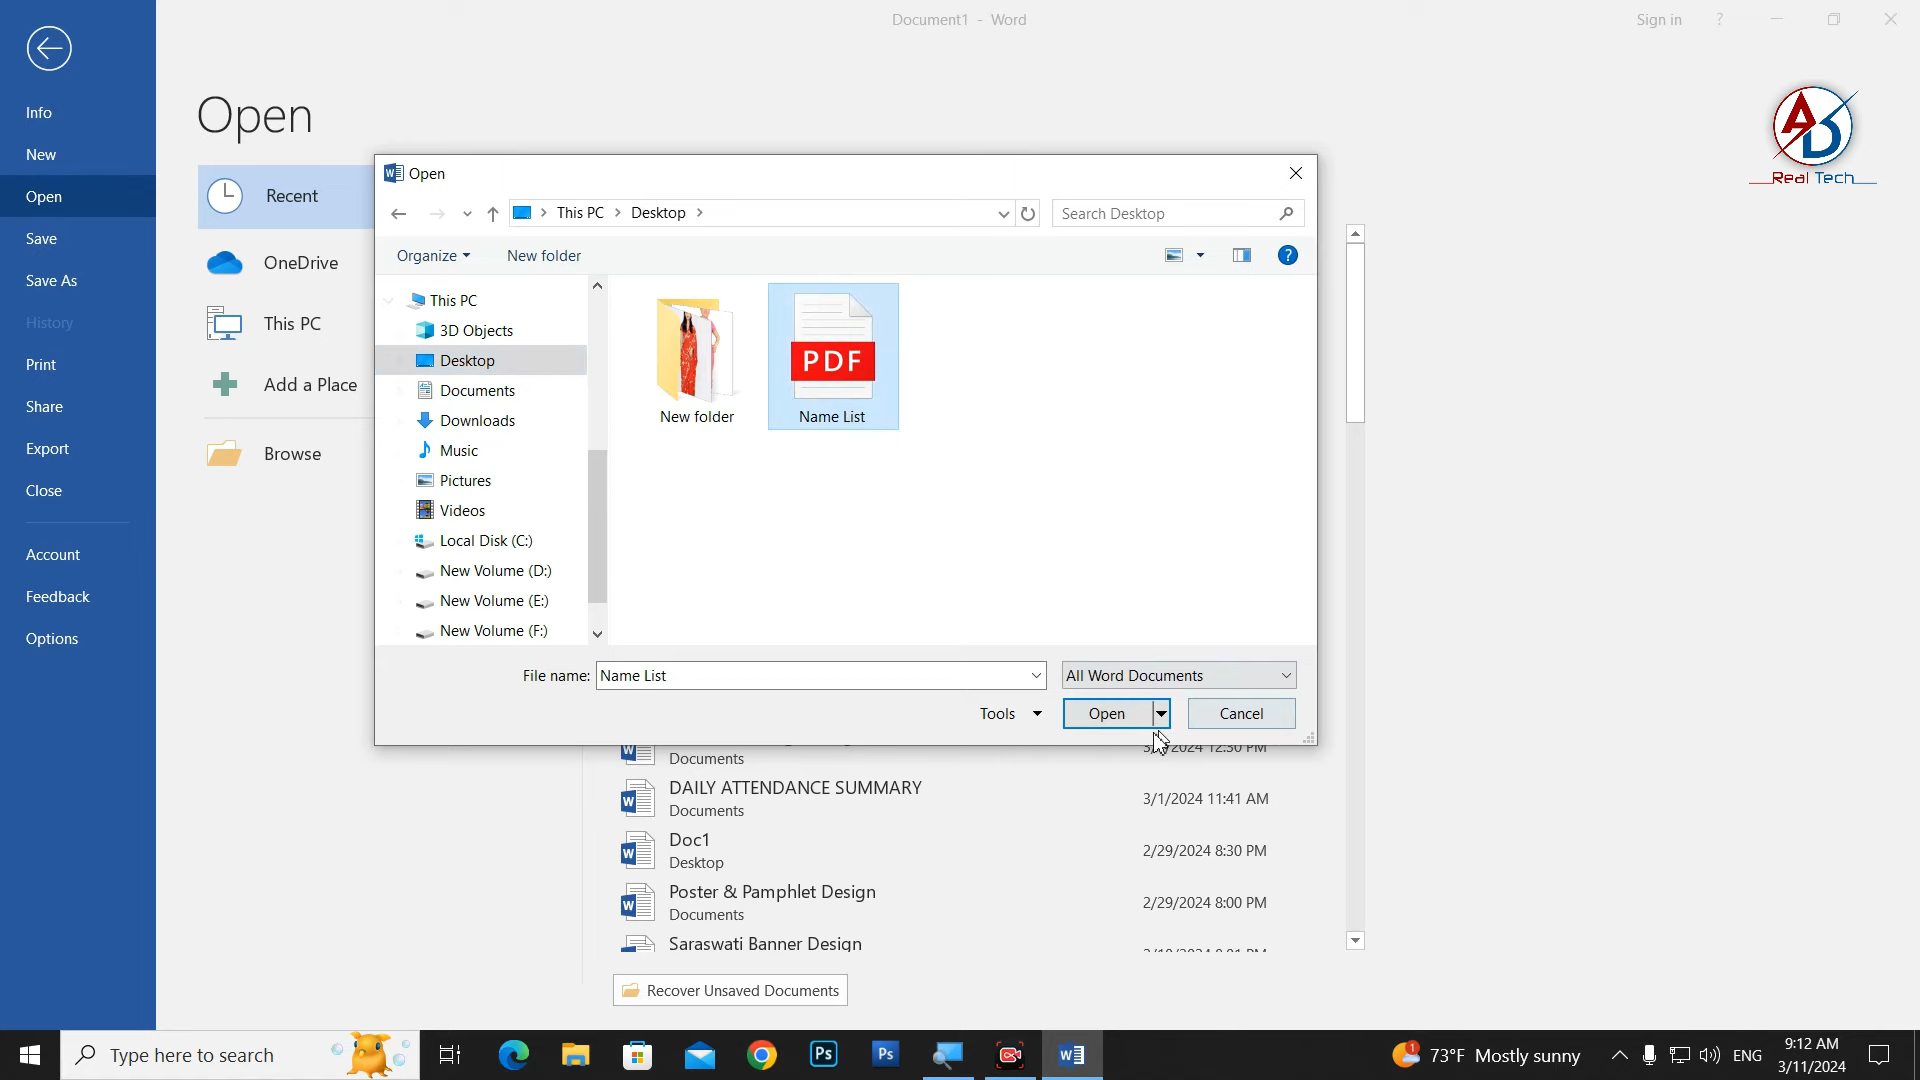 Document1 - Word
Sign in
?
Info
New
Open
Save
Save As
History
Print
Share
Export
Close
Account
Feedback
Options
Open
Recent
OneDrive
This PC
Add a Place
Browse
AD
Real Tech
Open
This PC
Desktop
Search Desktop
Organize
New folder
?
This PC
3D Objects
Desktop
Documents
Downloads
Music
Pictures
Videos
Local Disk (C:)
New Volume (D:)
New Volume (E:)
New Volume (F:)
New folder
PDF
Name List
File name:
Name List
All Word Documents
Tools
Open
Cancel
Documents
DAILY ATTENDANCE SUMMARY
Documents
3/1/2024 11:41 AM
Doc1
Desktop
2/29/2024 8:30 PM
Poster & Pamphlet Design
Documents
2/29/2024 8:00 PM
Saraswati Banner Design
Recover Unsaved Documents
Type here to search
Ps
Ps
1
73°F Mostly sunny
ENG
9:12 AM
3/11/2024